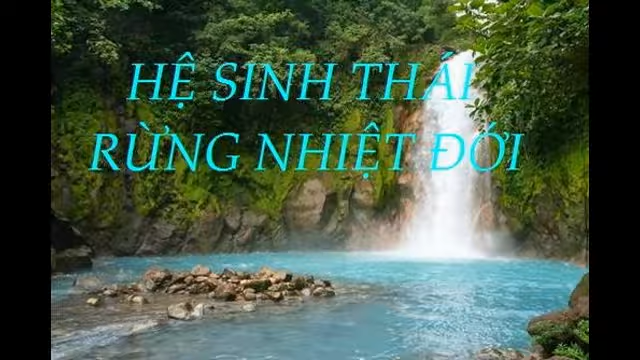 HỆ SINH THÁI
RỪNG NHIỆT ĐỚI